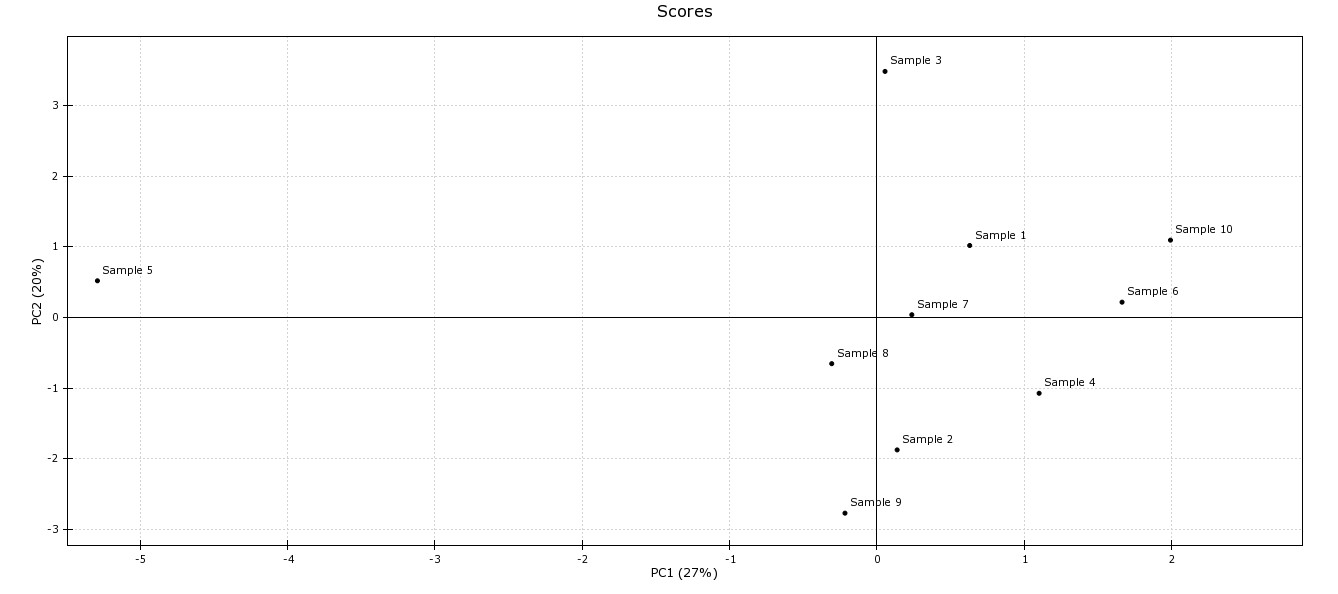 Scores
Sample 3
3
2
Sample 10
Sample 1
1
Sample 5
Sample 6
Sample 7
0
Sample 8
Sample 4
-1
Sample 2
-2
Sample 9
-3
PC2 (20%)
-5 -4 -3 -2 -1 0 1 2
PC1 (27%)